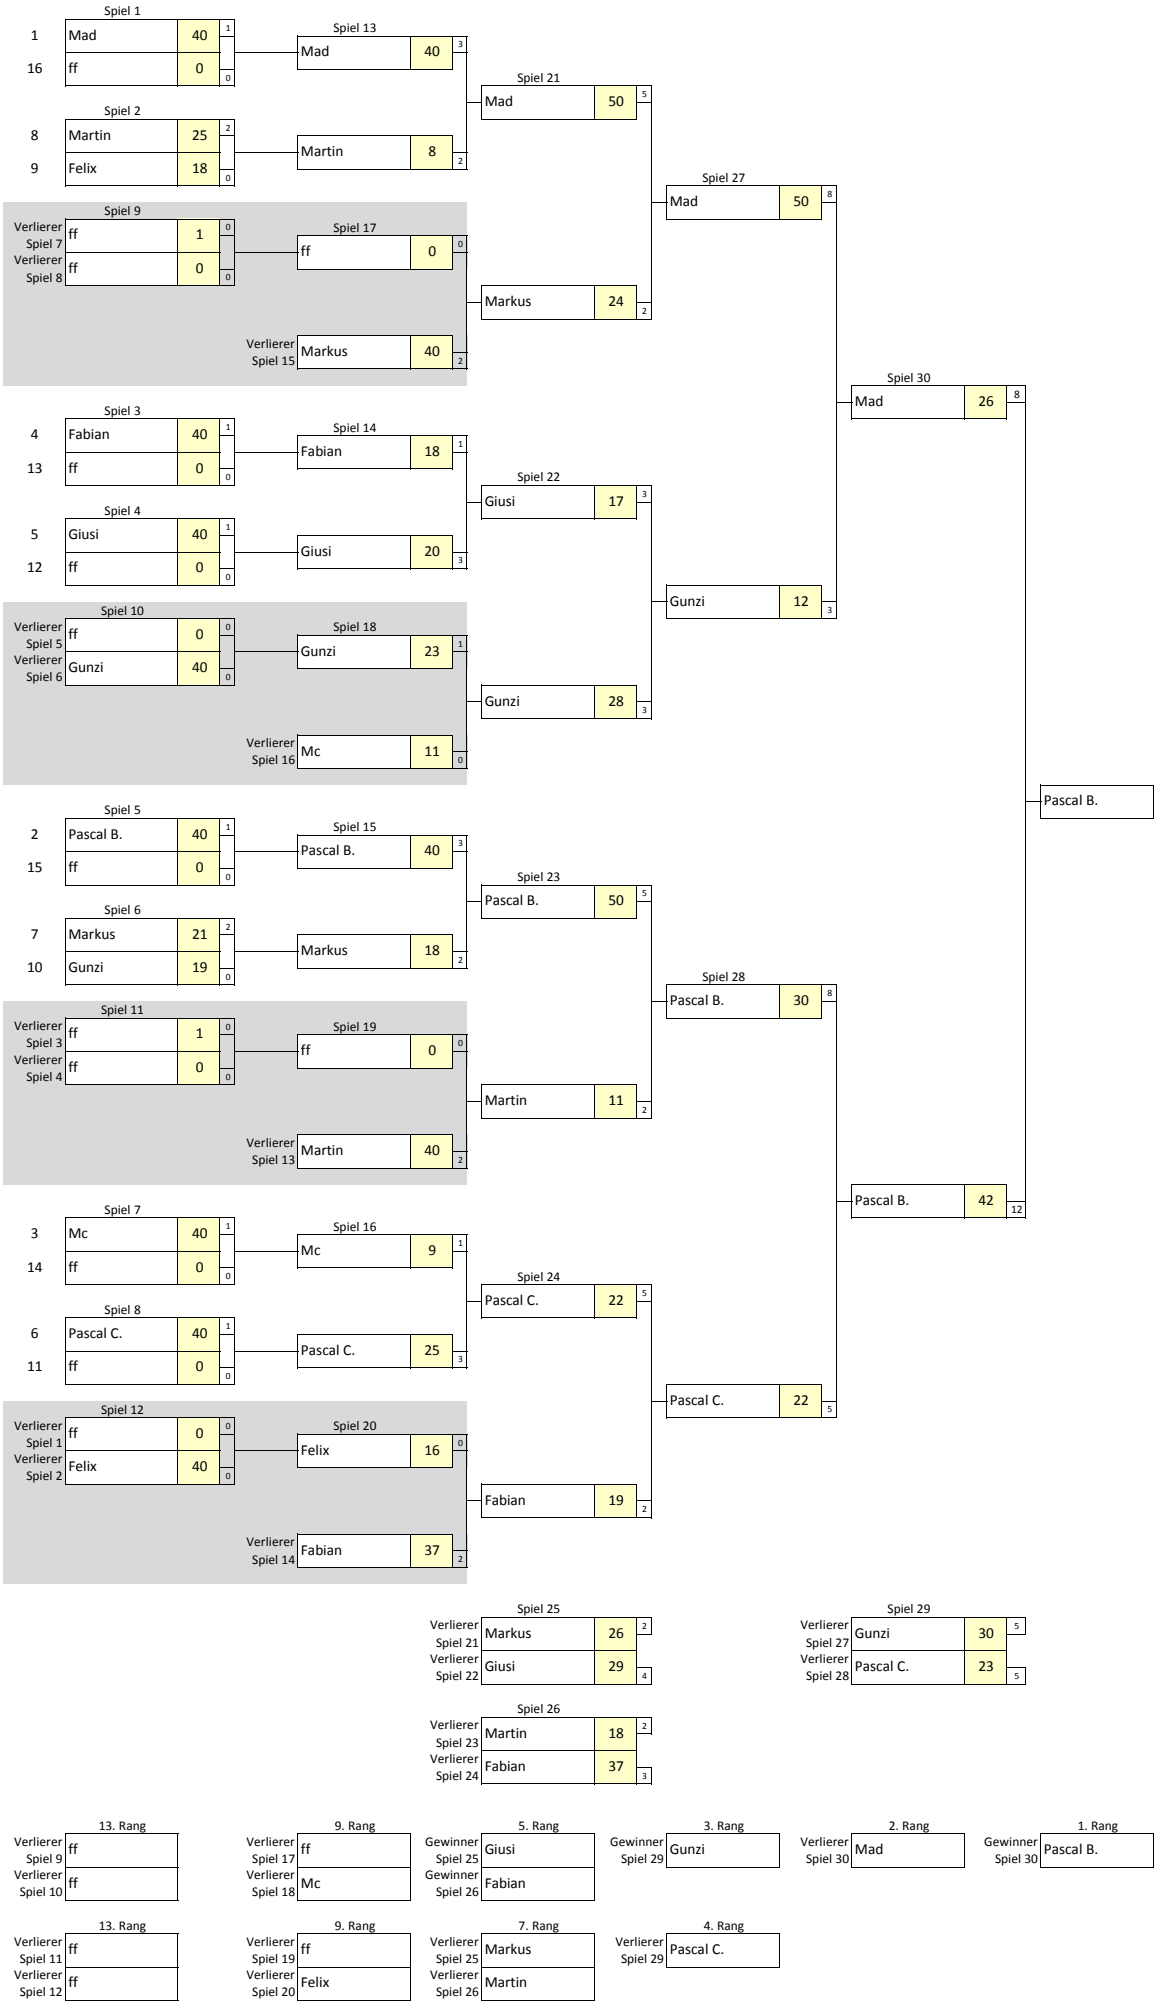 Spiel 1
1 Mad 40 1
16 ff 0 0
Spiel 13
Mad 40 3
Martin 8 2
Spiel 2
8 Martin 25 2
9 Felix 18 0
Spiel 21
Mad 50 5
Markus 24 2
Spiel 9
Verlierer
Spiel 7 ff 1 0
Verlierer
Spiel 8 ff 0 0
Spiel 17
ff 0 0
Verlierer
Spiel 15 Markus 40 2
Spiel 27
Mad 50 8
Gunzi 12 3
Spiel 3
4 Fabian 40 1
13 ff 0 0
Spiel 14
Fabian 18 1
Giusi 20 3
Spiel 4
5 Giusi 40 1
12 ff 0 0
Spiel 22
Giusi 17 3
Gunzi 28 3
Spiel 10
Verlierer
Spiel 5 ff 0 0
Verlierer
Spiel 6 Gunzi 40 0
Spiel 18
Gunzi 23 1
Verlierer
Spiel 16 Mc 11 0
Spiel 30
Mad 26 8
Pascal B. 42 12
Pascal B.
Spiel 5
2 Pascal B. 40 1
15 ff 0 0
Spiel 15
Pascal B. 40 3
Markus 18 2
Spiel 6
7 Markus 21 2
10 Gunzi 19 0
Spiel 23
Pascal B. 50 5
Martin 11 2
Spiel 11
Verlierer
Spiel 3 ff 1 0
Verlierer
Spiel 4 ff 0 0
Spiel 19
ff 0 0
Verlierer
Spiel 13 Martin 40 2
Spiel 28
Pascal B. 30 8
Pascal C. 22 5
Spiel 7
3 Mc 40 1
14 ff 0 0
Spiel 16
Mc 9 1
Pascal C. 25 3
Spiel 8
6 Pascal C. 40 1
11 ff 0 0
Spiel 24
Pascal C. 22 5
Fabian 19 2
Spiel 12
Verlierer
Spiel 1 ff 0 0
Verlierer
Spiel 2 Felix 40 0
Spiel 20
Felix 16 0
Verlierer
Spiel 14 Fabian 37 2
Spiel 25
Verlierer
Spiel 21 Markus 26 2
Verlierer
Spiel 22 Giusi 29 4
Spiel 29
Verlierer
Spiel 27 Gunzi 30 5
Verlierer
Spiel 28 Pascal C. 23 5
Spiel 26
Verlierer
Spiel 23 Martin 18 2
Verlierer
Spiel 24 Fabian 37 3
13. Rang
Verlierer
Spiel 9 ff
Verlierer
Spiel 10 ff
9. Rang
Verlierer
Spiel 17 ff
Verlierer
Spiel 18 Mc
5. Rang
Gewinner
Spiel 25 Giusi
Gewinner
Spiel 26 Fabian
3. Rang
Gewinner
Spiel 29 Gunzi
2. Rang
Verlierer
Spiel 30 Mad
1. Rang
Gewinner
Spiel 30 Pascal B.
13. Rang
Verlierer
Spiel 11 ff
Verlierer
Spiel 12 ff
9. Rang
Verlierer
Spiel 19 ff
Verlierer
Spiel 20 Felix
7. Rang
Verlierer
Spiel 25 Markus
Verlierer
Spiel 26 Martin
4. Rang
Verlierer
Spiel 29 Pascal C.